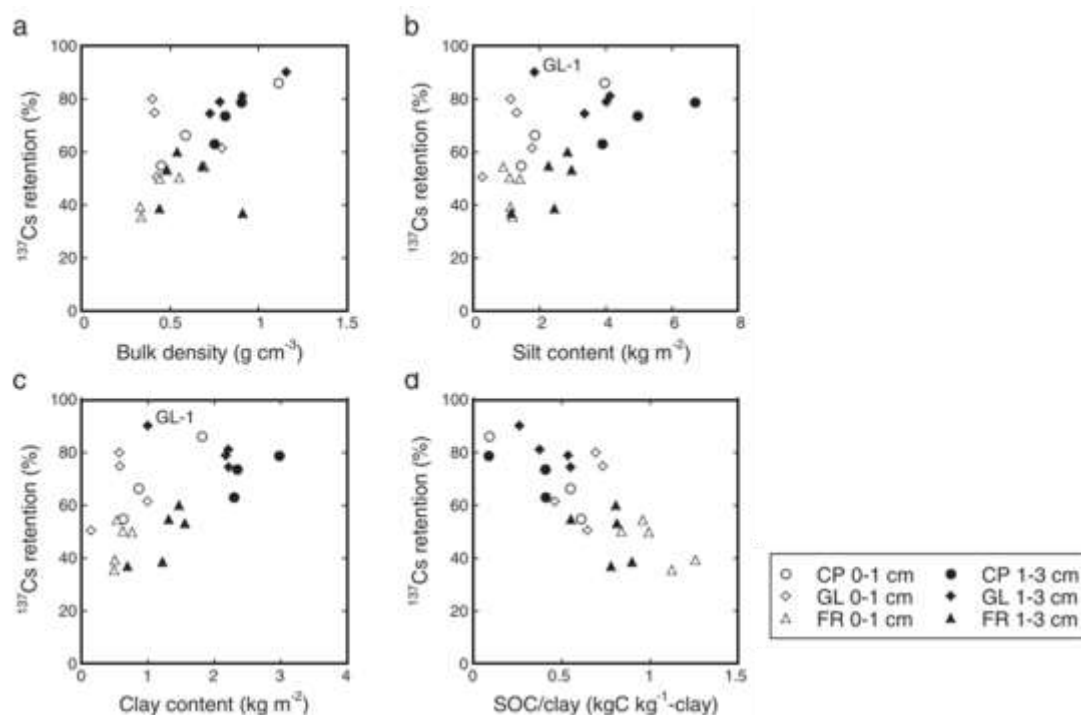 a
100
80
60
40
20
0
0 0.5 1 1.5
¹³⁷Cs retention (%)
Bulk density (g cm⁻³)
b
100
80
60
40
20
0
0 2 4 6 8
GL-1
¹³⁷Cs retention (%)
Silt content (kg m⁻²)
c
100
80
60
40
20
0
0 1 2 3 4
GL-1
¹³⁷Cs retention (%)
Clay content (kg m⁻²)
d
100
80
60
40
20
0
0 0.5 1 1.5
¹³⁷Cs retention (%)
SOC/clay (kgC kg⁻¹-clay)
CP 0-1 cm CP 1-3 cm
GL 0-1 cm GL 1-3 cm
FR 0-1 cm FR 1-3 cm